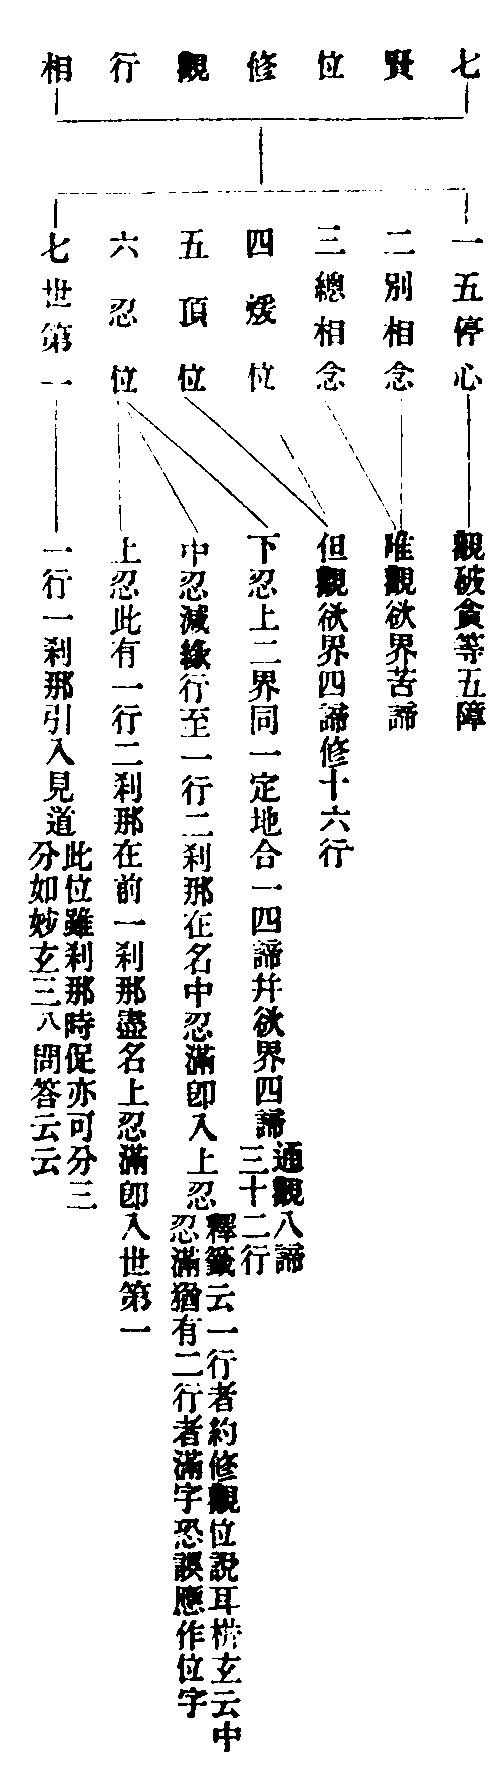 七賢位修觀行相
一五停心
二別相念
三總相念
四煖位
五頂位
六忍位
七世第一
觀破貪等五障
唯觀欲界苦諦
但觀欲界四諦修十六行
下忍上二界同一定地合一四諦并欲界四諦
通觀八諦
三十二行
中忍減緣行至一行二剎那在名中忍滿卽入上忍
釋籤云一行者約修觀位說耳然玄云中
忍滿猶有二行者滿字恐誤應作位字
上忍此有一行二剎那在前一剎那盡名上忍滿卽入世第一
一行一剎那引入見道
此位雖剎那時促亦可分三
分如妙玄三八問答云云